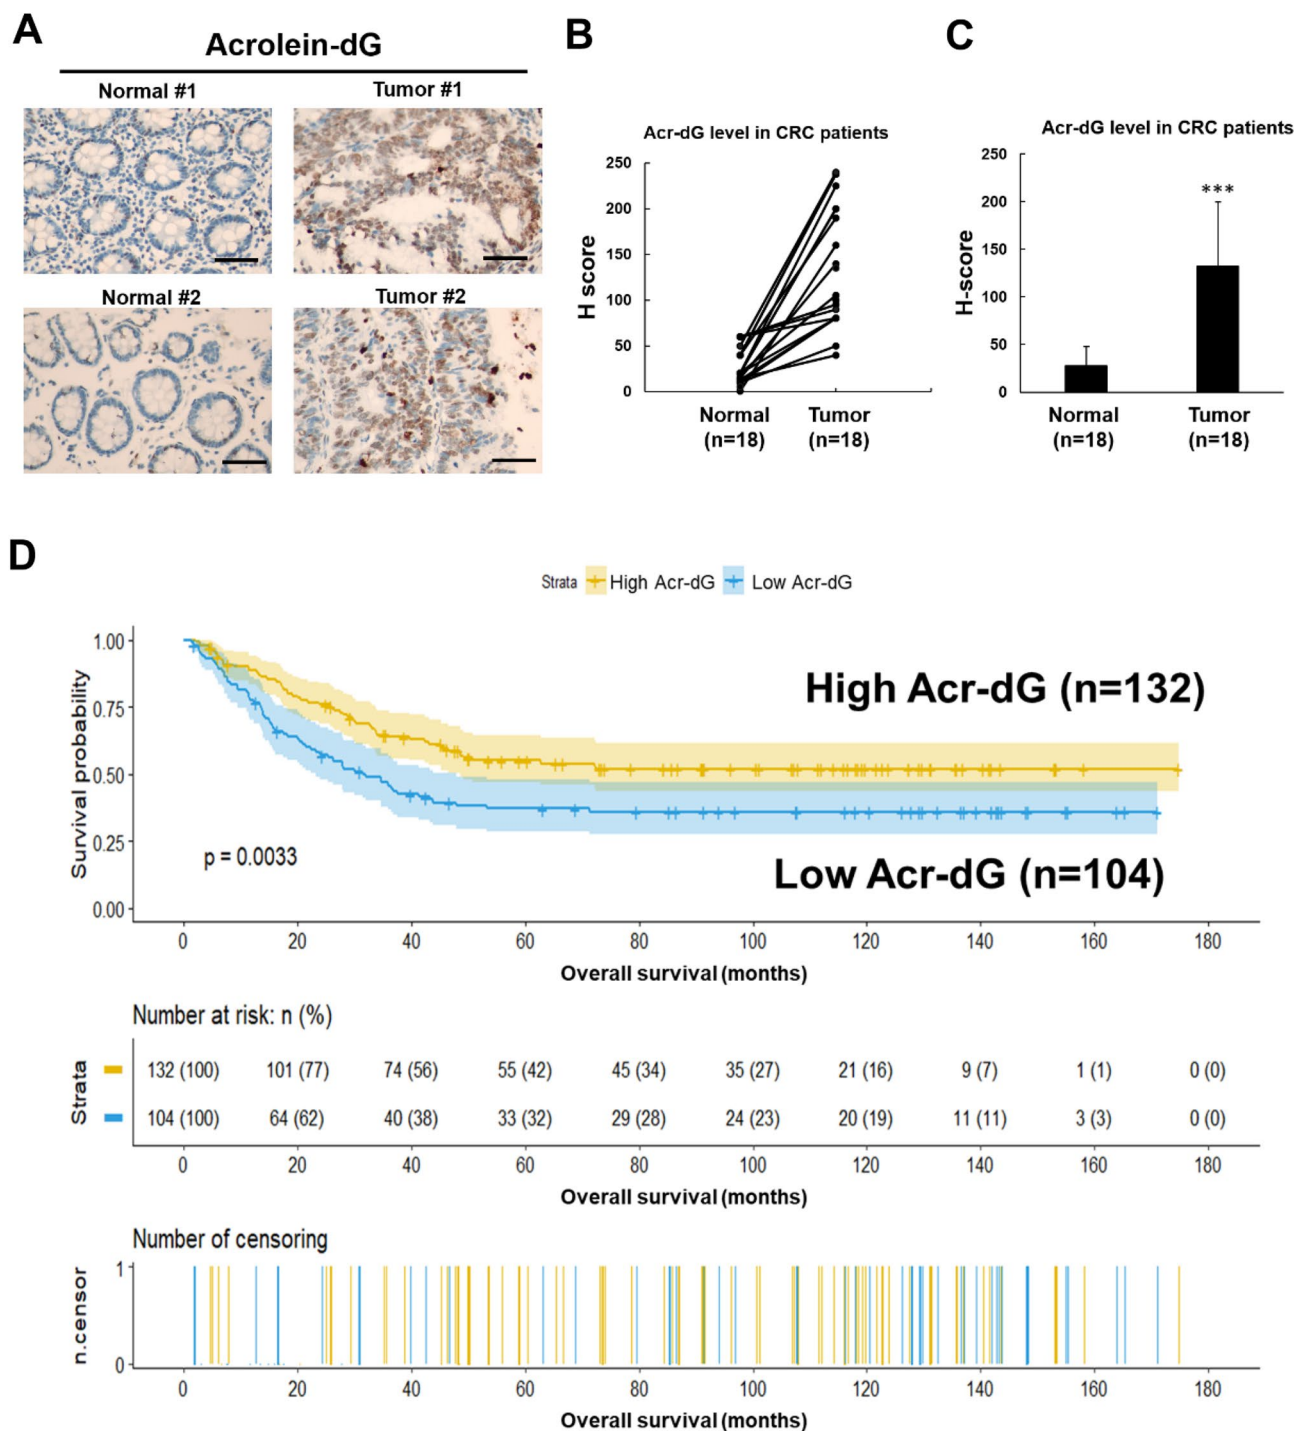 A
Acrolein-dG
Normal #1
Tumor #1
Normal #2
Tumor #2
B
Acr-dG level in CRC patients
H score
250
200
150
100
50
0
Normal
(n=18)
Tumor
(n=18)
C
Acr-dG level in CRC patients
H-score
250
200
150
100
50
0
***
Normal
(n=18)
Tumor
(n=18)
D
Strata High Acr-dG Low Acr-dG
Survival probability
1.00
0.75
0.50
0.25
0.00
High Acr-dG (n=132)
p = 0.0033
Low Acr-dG (n=104)
0 20 40 60 80 100 120 140 160 180
Overall survival (months)
Number at risk: n (%)
Strata
132 (100) 101 (77) 74 (56) 55 (42) 45 (34) 35 (27) 21 (16) 9 (7) 1 (1) 0 (0)
104 (100) 64 (62) 40 (38) 33 (32) 29 (28) 24 (23) 20 (19) 11 (11) 3 (3) 0 (0)
0 20 40 60 80 100 120 140 160 180
Overall survival (months)
Number of censoring
n.censor
1
0
0 20 40 60 80 100 120 140 160 180
Overall survival (months)